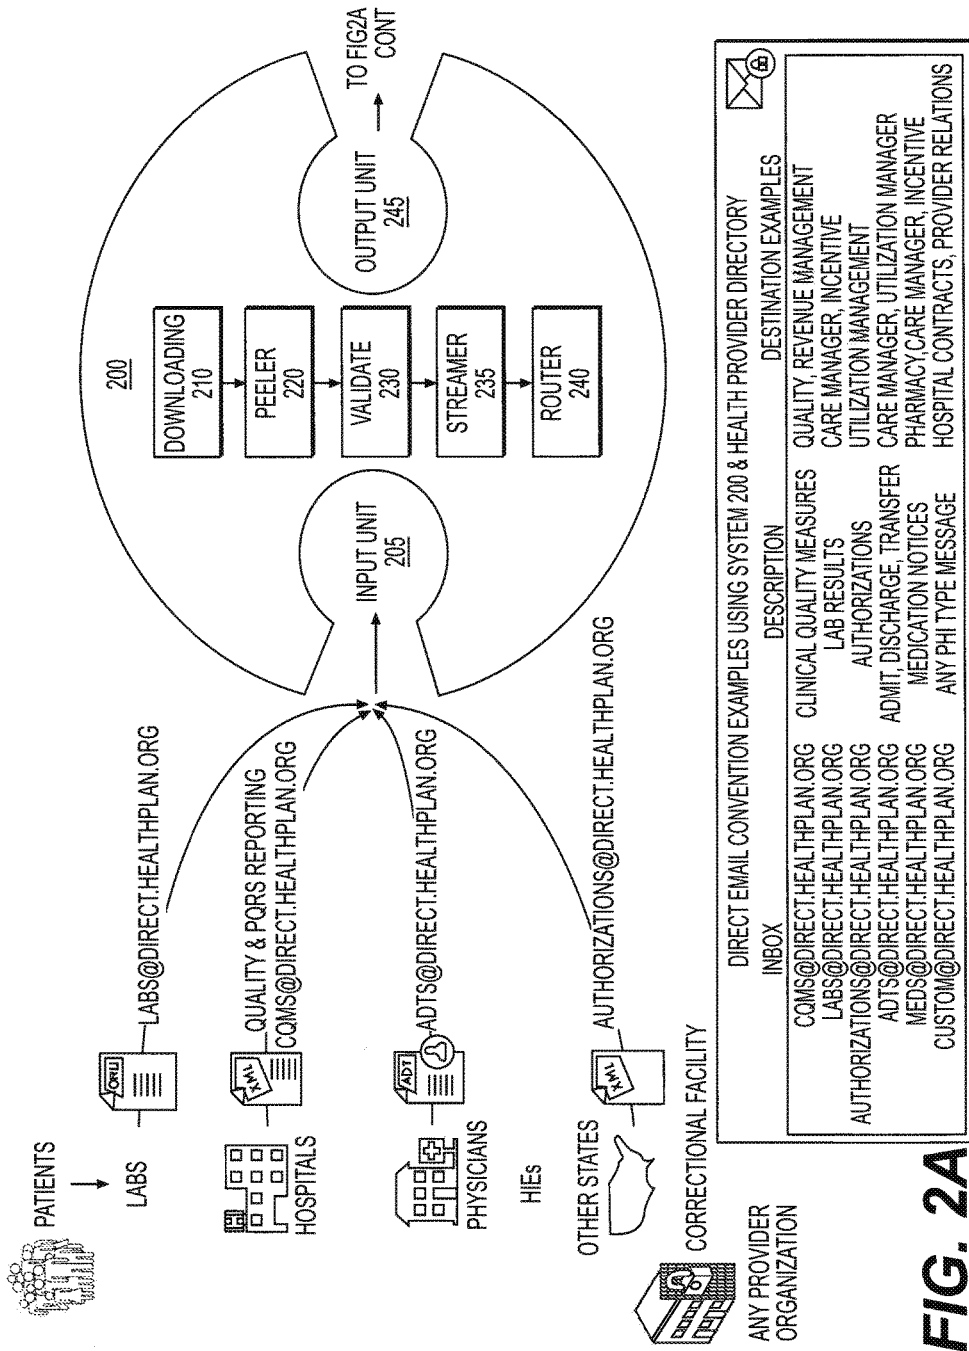 PATIENTS
LABS
ORU
LABS@DIRECT.HEALTHPLAN.ORG
HOSPITALS
XML
QUALITY & PQRS REPORTING
CQMS@DIRECT.HEALTHPLAN.ORG
PHYSICIANS
ADT
ADTS@DIRECT.HEALTHPLAN.ORG
HIEs
OTHER STATES
XML
AUTHORIZATIONS@DIRECT.HEALTHPLAN.ORG
CORRECTIONAL FACILITY
ANY PROVIDER
ORGANIZATION
200
INPUT UNIT
205
DOWNLOADING
210
PEELER
220
VALIDATE
230
STREAMER
235
ROUTER
240
OUTPUT UNIT
245
TO FIG2A
CONT
DIRECT EMAIL CONVENTION EXAMPLES USING SYSTEM 200 & HEALTH PROVIDER DIRECTORY
INBOX DESCRIPTION DESTINATION EXAMPLES
CQMS@DIRECT.HEALTHPLAN.ORG CLINICAL QUALITY MEASURES QUALITY, REVENUE MANAGEMENT
LABS@DIRECT.HEALTHPLAN.ORG LAB RESULTS CARE MANAGER, INCENTIVE
AUTHORIZATIONS@DIRECT.HEALTHPLAN.ORG AUTHORIZATIONS UTILIZATION MANAGEMENT
ADTS@DIRECT.HEALTHPLAN.ORG ADMIT, DISCHARGE, TRANSFER CARE MANAGER, UTILIZATION MANAGER
MEDS@DIRECT.HEALTHPLAN.ORG MEDICATION NOTICES PHARMACY,CARE MANAGER, INCENTIVE
CUSTOM@DIRECT.HEALTHPLAN.ORG ANY PHI TYPE MESSAGE HOSPITAL CONTRACTS, PROVIDER RELATIONS
FIG. 2A